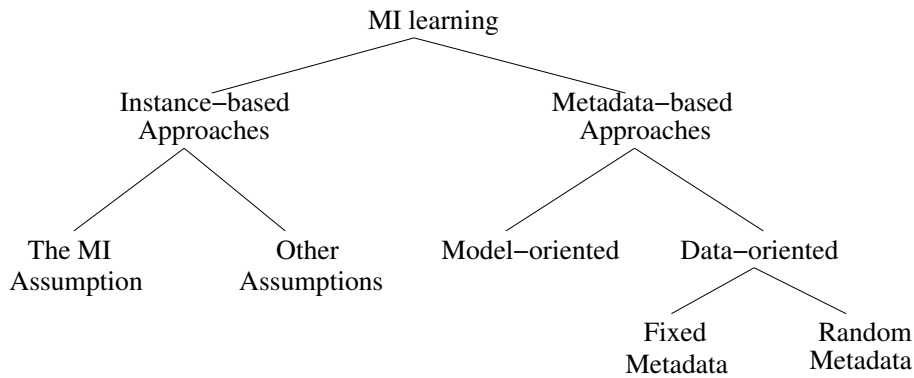 MI learning
Instance−based
Approaches
Metadata−based
Approaches
The MI
Assumption
Other
Assumptions
Model−oriented
Data−oriented
Fixed
Metadata
Random
Metadata